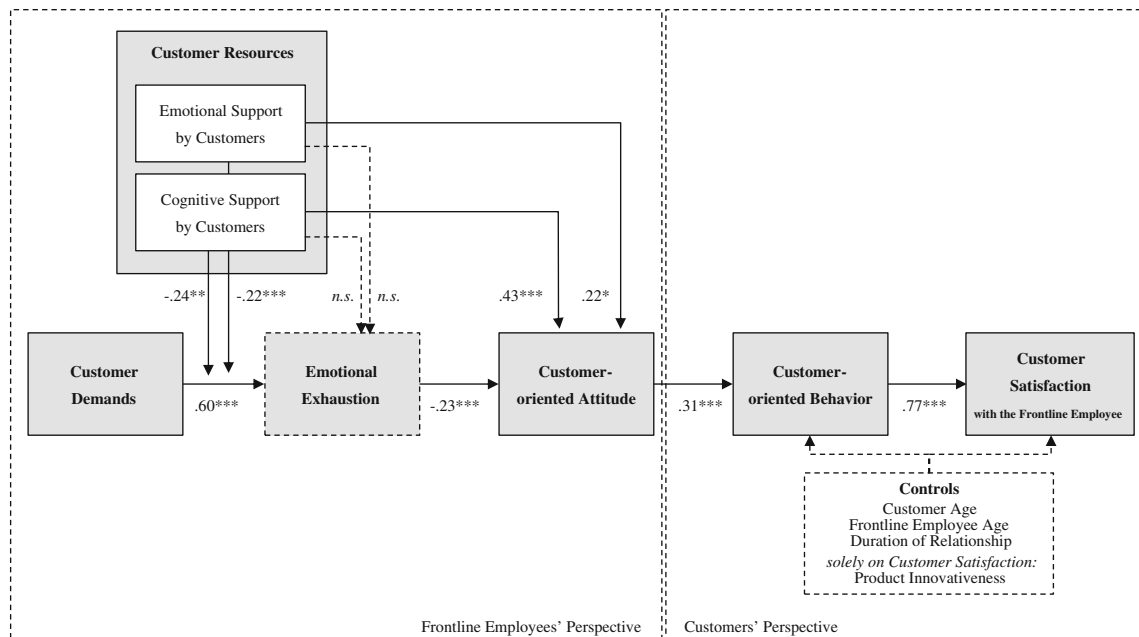 Customer Resources
Emotional Support
by Customers
Cognitive Support
by Customers
-.24**
-.22***
n.s.
n.s.
.43***
.22*
Customer
Demands
.60***
Emotional
Exhaustion
-.23***
Customer-
oriented Attitude
.31***
Customer-
oriented Behavior
.77***
Customer
Satisfaction
with the Frontline Employee
Controls
Customer Age
Frontline Employee Age
Duration of Relationship
solely on Customer Satisfaction:
Product Innovativeness
Frontline Employees' Perspective
Customers' Perspective